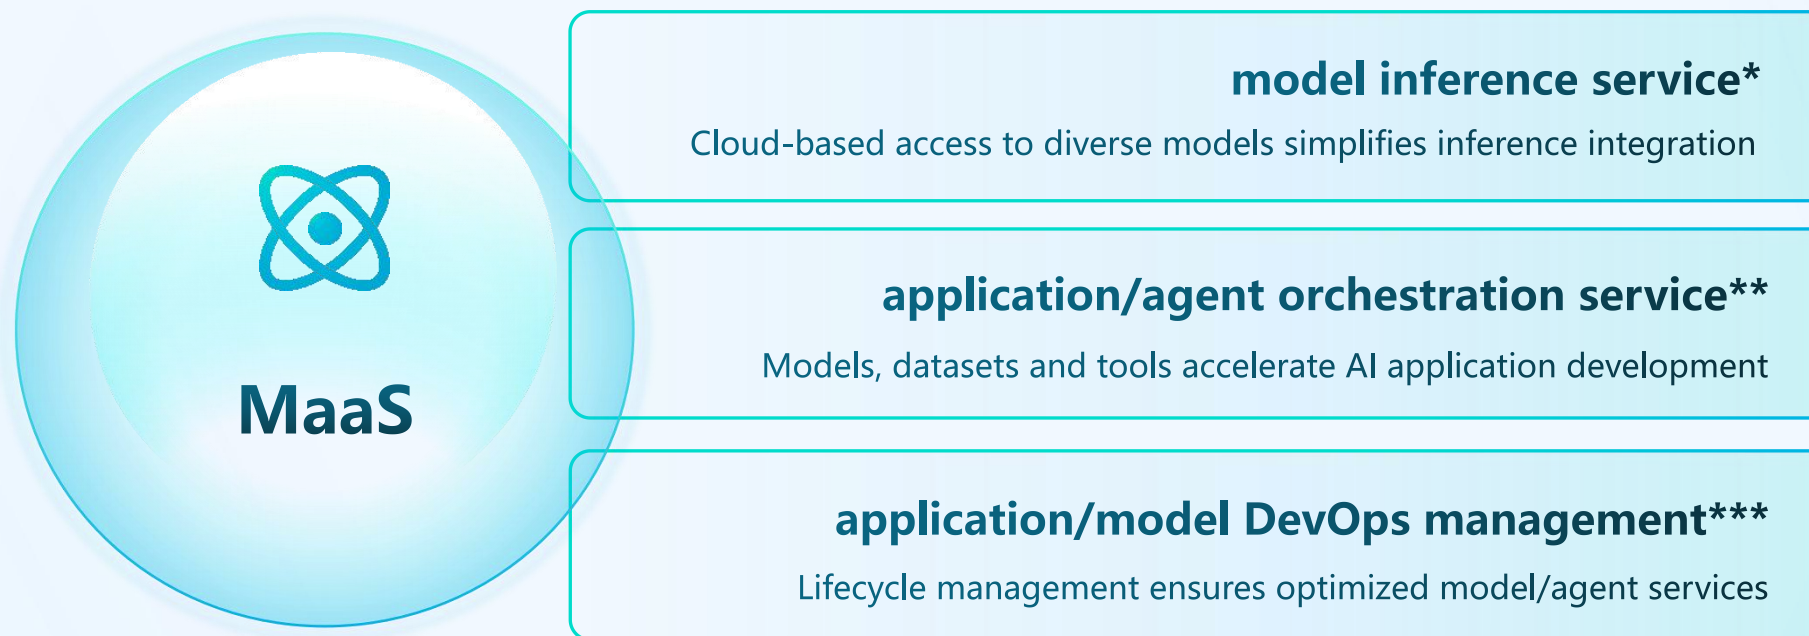 MaaS
model inference service*
Cloud-based access to diverse models simplifies inference integration
application/agent orchestration service**
Models, datasets and tools accelerate AI application development
application/model DevOps management***
Lifecycle management ensures optimized model/agent services